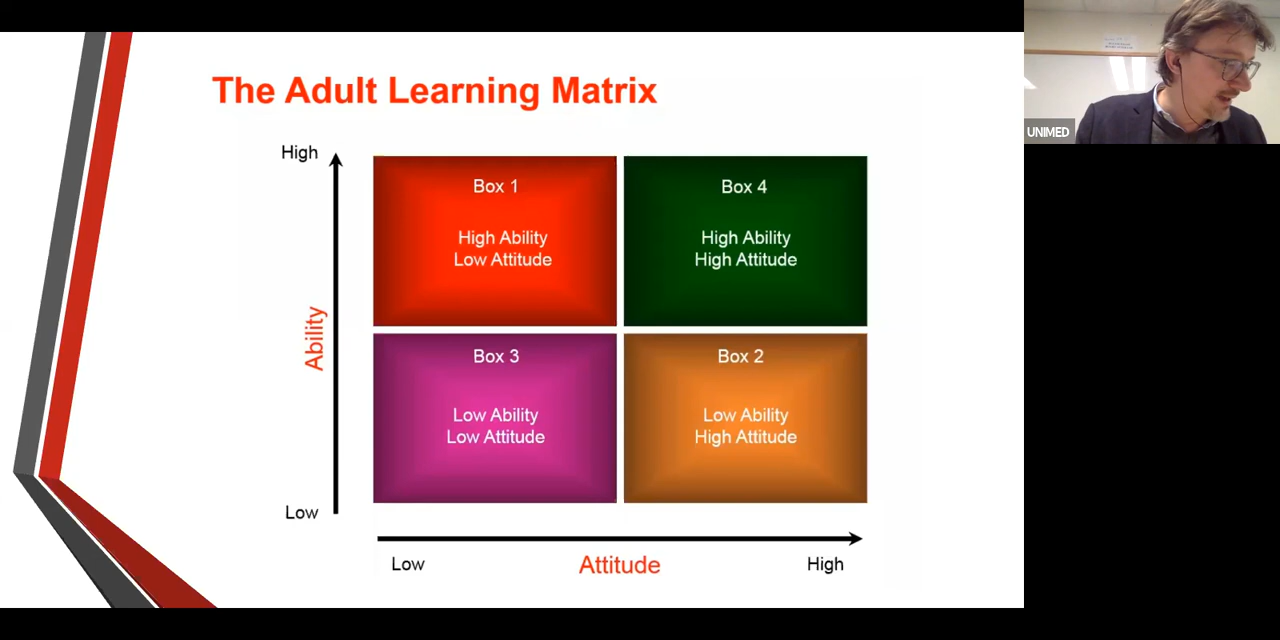 The Adult Learning Matrix
High
Box 1
High Ability
Low Attitude
Box 4
High Ability
High Attitude
Ability
Box 3
Low Ability
Low Attitude
Box 2
Low Ability
High Attitude
Low
Low
Attitude
High
UNIMED